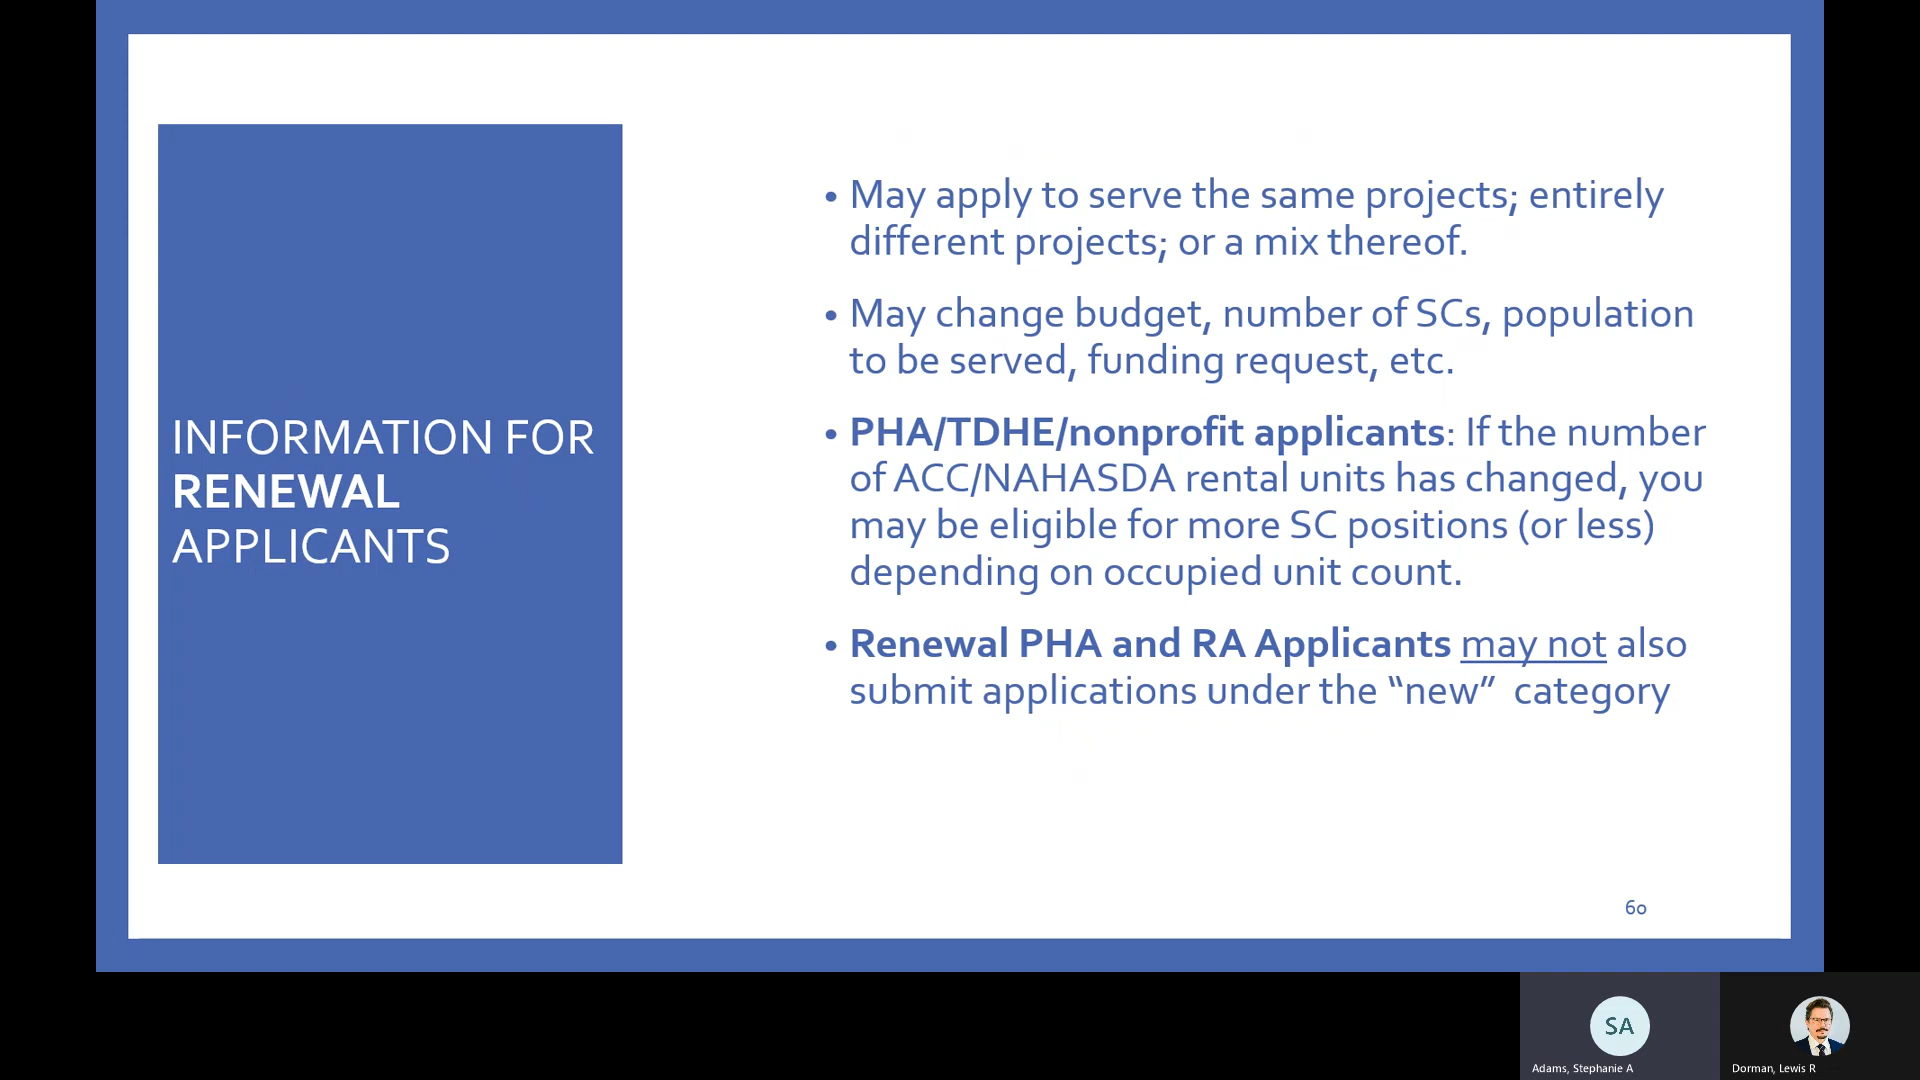 INFORMATION FOR
RENEWAL
APPLICANTS
• May apply to serve the same projects; entirely
different projects; or a mix thereof.
• May change budget, number of SCs, population
to be served, funding request, etc.
• PHA/TDHE/nonprofit applicants: If the number
of ACC/NAHASDA rental units has changed, you
may be eligible for more SC positions (or less)
depending on occupied unit count.
• Renewal PHA and RA Applicants may not also
submit applications under the “new” category
60
SA
Adams, Stephanie A
Dorman, Lewis R